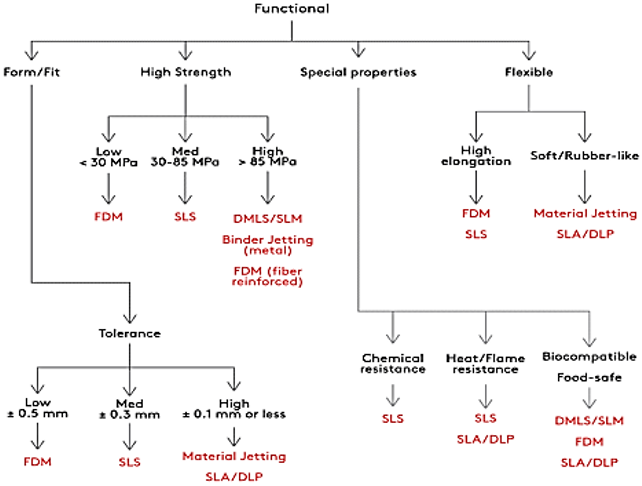 Functional
Form/Fit
High Strength
Special properties
Flexible
Low
< 30 MPa
Med
30-85 MPa
High
> 85 MPa
High
elongation
Soft/Rubber-like
FDM
SLS
DMLS/SLM
Binder Jetting
(metal)
FDM (fiber
reinforced)
FDM
SLS
Material Jetting
SLA/DLP
Tolerance
Chemical
resistance
Heat/Flame
resistance
Biocompatible
Food-safe
Low
± 0.5 mm
Med
± 0.3 mm
High
± 0.1 mm or less
SLS
SLS
SLA/DLP
DMLS/SLM
FDM
SLA/DLP
FDM
SLS
Material Jetting
SLA/DLP